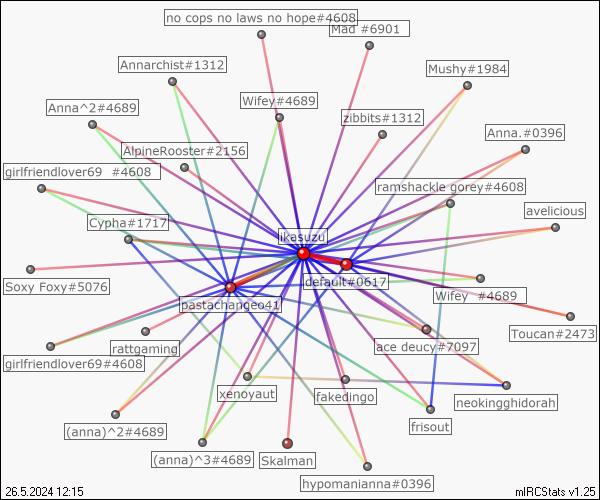 no cops no laws no hope#4608
Mad #6901
Annarchist#1312
Mushy#1984
Anna^2#4689
Wifey#4689
zibbits#1312
Anna.#0396
AlpineRooster#2156
girlfriendlover69 #4608
ramshackle gorey#4608
Cypha#1717
avelicious
ikasuzu
Soxy Foxy#5076
default#0617
Wifey #4689
pastachangeo41
Toucan#2473
rattgaming
ace deucy#7097
girlfriendlover69#4608
xenoyaut
fakedingo
neokingghidorah
(anna)^2#4689
frisout
(anna)^3#4689
Skalman
hypomanianna#0396
26.5.2024 12:15
mIRCStats v1.25